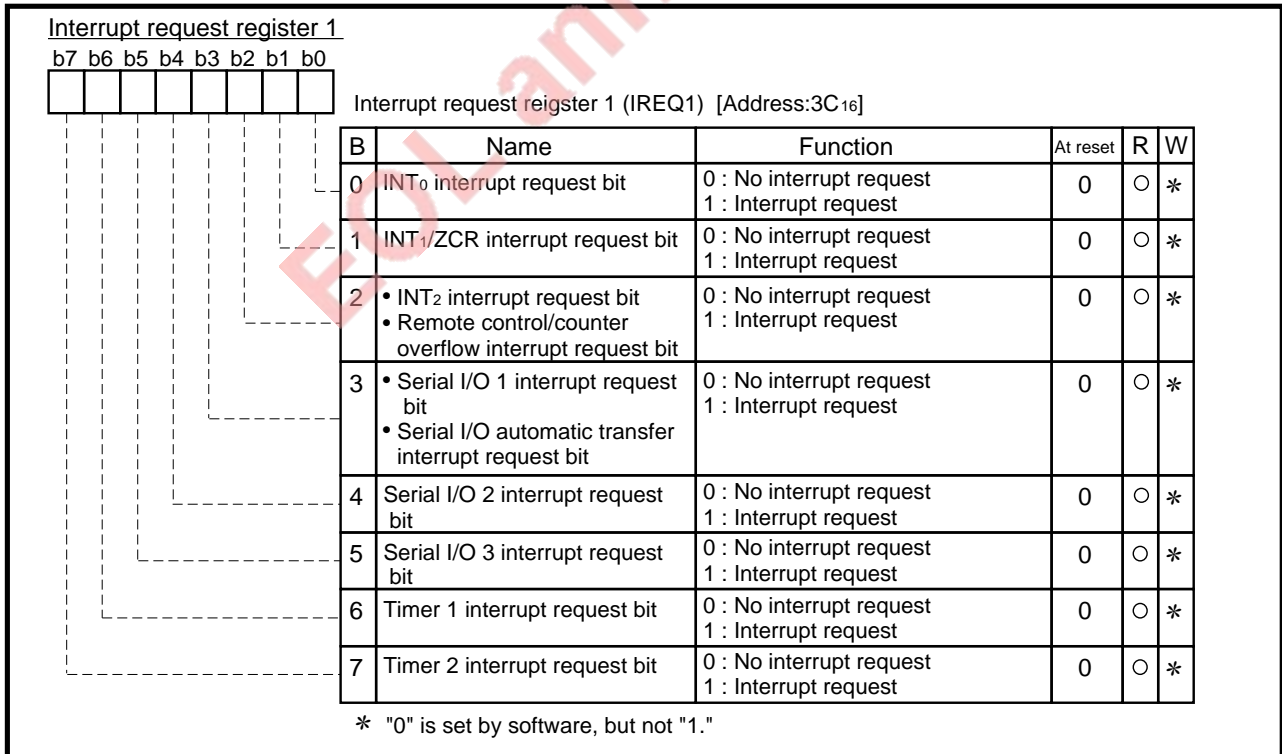 Interrupt request register 1
b7 b6 b5 b4 b3 b2 b1 b0
Interrupt request reigster 1 (IREQ1) [Address:3C16]
B Name Function At reset R W
0 INT0 interrupt request bit 0 : No interrupt request 0 ○ *
1 : Interrupt request
1 INT1/ZCR interrupt request bit 0 : No interrupt request 0 ○ *
1 : Interrupt request
2 • INT2 interrupt request bit 0 : No interrupt request 0 ○ *
• Remote control/counter 1 : Interrupt request
overflow interrupt request bit
3 • Serial I/O 1 interrupt request 0 : No interrupt request 0 ○ *
bit 1 : Interrupt request
• Serial I/O automatic transfer
interrupt request bit
4 Serial I/O 2 interrupt request 0 : No interrupt request 0 ○ *
bit 1 : Interrupt request
5 Serial I/O 3 interrupt request 0 : No interrupt request 0 ○ *
bit 1 : Interrupt request
6 Timer 1 interrupt request bit 0 : No interrupt request 0 ○ *
1 : Interrupt request
7 Timer 2 interrupt request bit 0 : No interrupt request 0 ○ *
1 : Interrupt request
* "0" is set by software, but not "1."
EOL ann